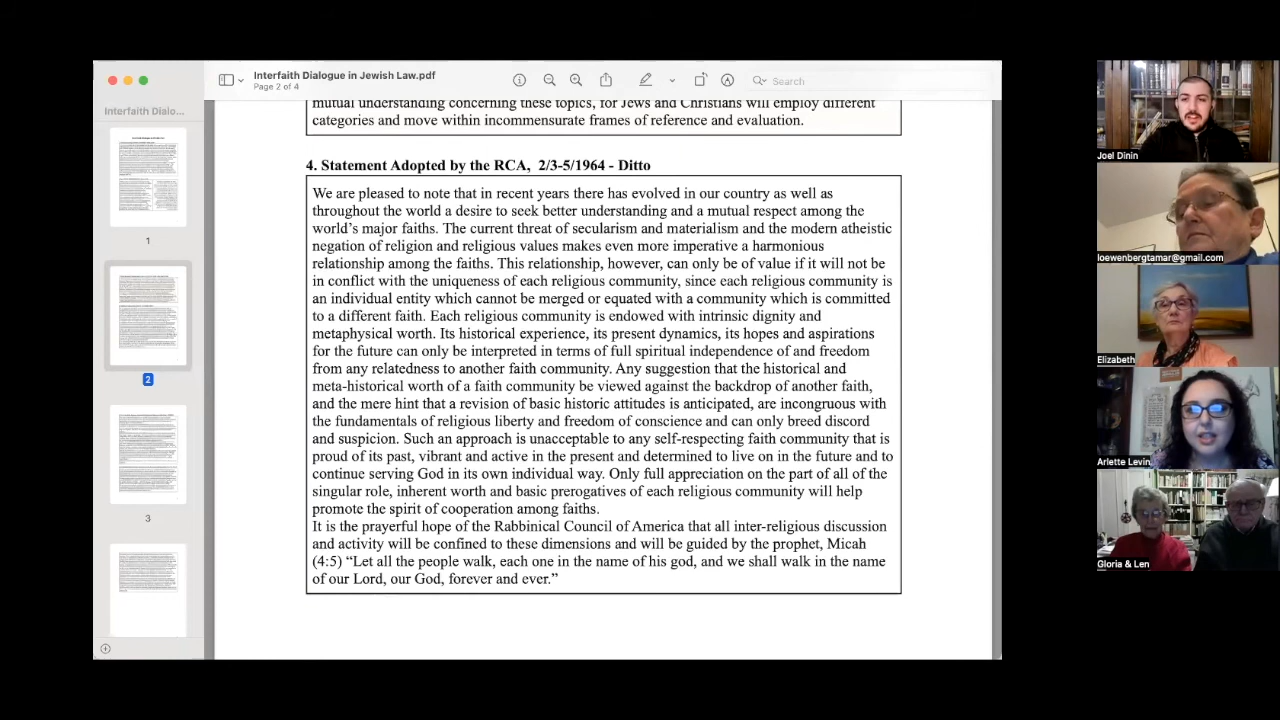 Interfaith Dialogue in Jewish Law.pdf
Page 2 of 4
Search
Interfaith Dialo...
1
2
3
mutual understanding concerning these topics, for Jews and Christians will employ different
categories and move within incommensurate frames of reference and evaluation.
4. Statement Adopted by the RCA, 2/3-5/1964 - Ditto
We are pleased to note that in recent years there has evolved in our country as well as
throughout the world a desire to seek better understanding and a mutual respect among the
world's major faiths. The current threat of secularism and materialism and the modern atheistic
negation of religion and religious values makes even more imperative a harmonious
relationship among the faiths. This relationship, however, can only be of value if it will not be
in conflict with the uniqueness of each religious community, since each religious community is
an individual entity which cannot be merged or equated with a community which is committed
to a different faith. Each religious community is endowed with intrinsic dignity and
metaphysical worth. Its historical experience, its present dynamics, its hopes and aspirations
for the future can only be interpreted in terms of full spiritual independence of and freedom
from any relatedness to another faith community. Any suggestion that the historical and
meta-historical worth of a faith community be viewed against the backdrop of another faith,
and the mere hint that a revision of basic historic attitudes is anticipated, are incongruous with
the fundamentals of religious liberty and freedom of conscience and can only breed discord
and suspicion. Such an approach is unacceptable to any self-respecting faith community that is
proud of its past, vibrant and active in the present and determined to live on in the future and to
continue serving God in its own individual way. Only full appreciation on the part of all of the
singular role, inherent worth and basic prerogatives of each religious community will help
promote the spirit of cooperation among faiths.
It is the prayerful hope of the Rabbinical Council of America that all inter-religious discussion
and activity will be confined to these dimensions and will be guided by the prophet, Micah
(4:5) “Let all the people walk, each one in the name of his god, and we shall walk in the name
of our Lord, our God, forever and ever.”
Joel Dinin
loewenbergtamar@gmail.com
Elizabeth
Arlette Levin
Gloria & Len